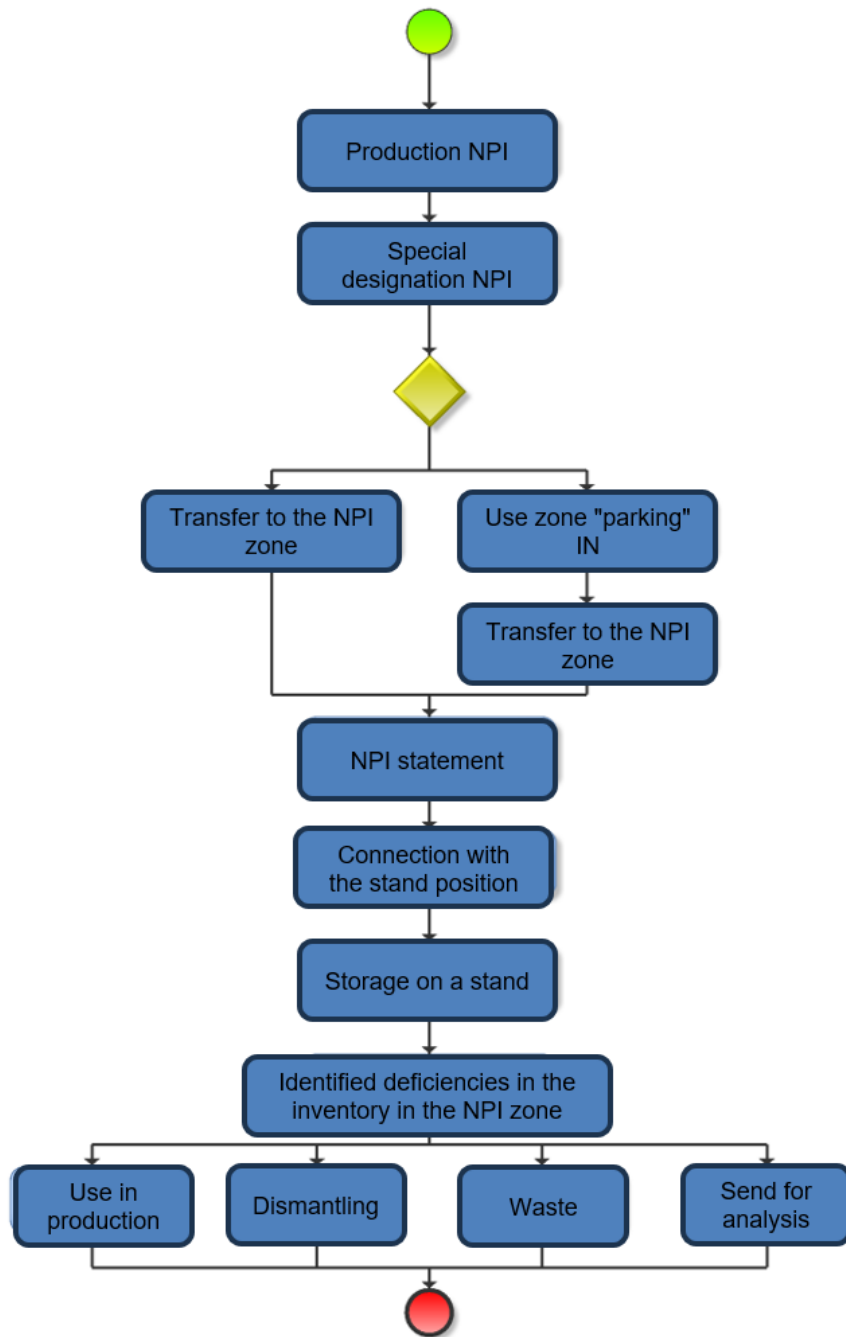 Production NPI
Special
designation NPI
Transfer to the NPI
zone
Use zone "parking"
IN
Transfer to the NPI
zone
NPI statement
Connection with
the stand position
Storage on a stand
Identified deficiencies in the
inventory in the NPI zone
Use in
production
Dismantling
Waste
Send for
analysis